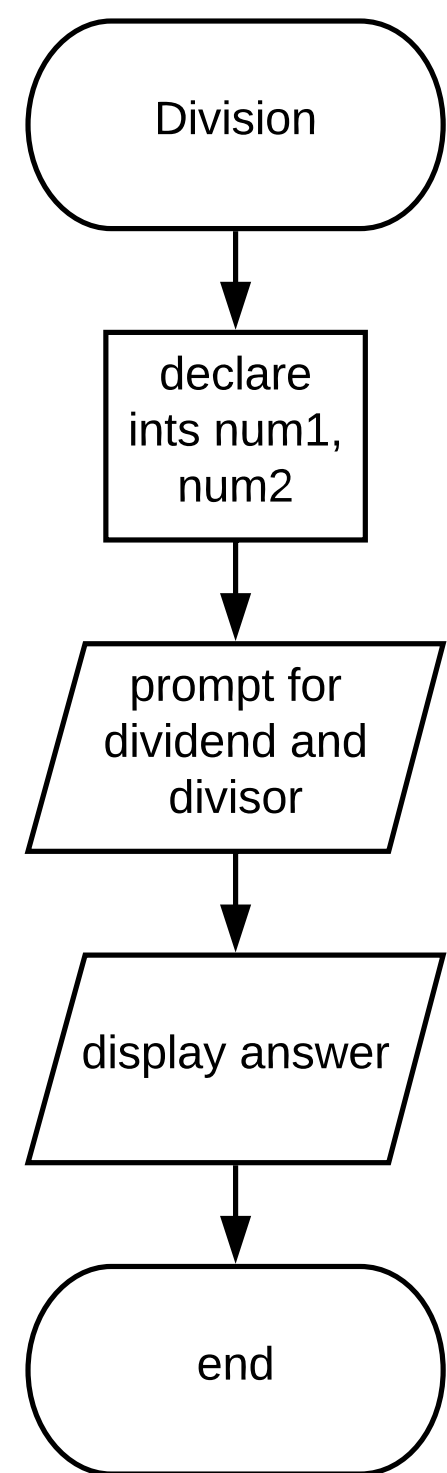 Division
declare
ints num1,
num2
prompt for
dividend and
divisor
display answer
end